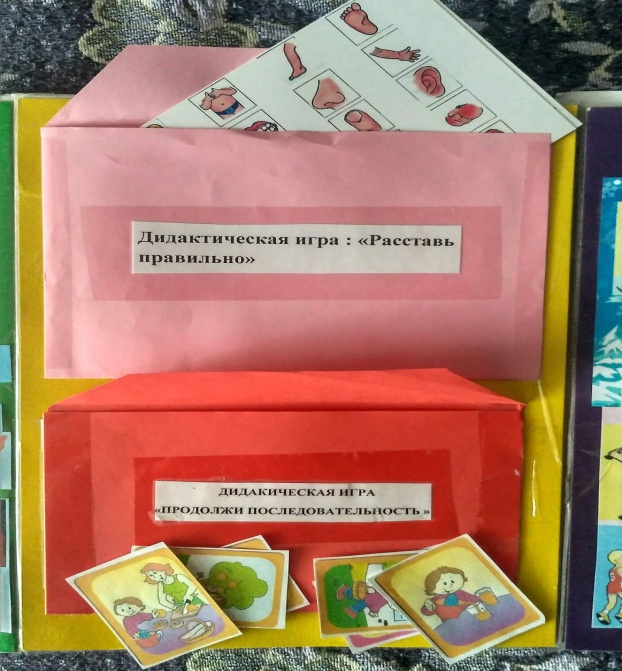 Дидактическая игра : «Расставь
правильно»
ДИДАКИЧЕСКАЯ ИГРА
«ПРОДОЛЖИ ПОСЛЕДОВАТЕЛЬНОСТЬ »